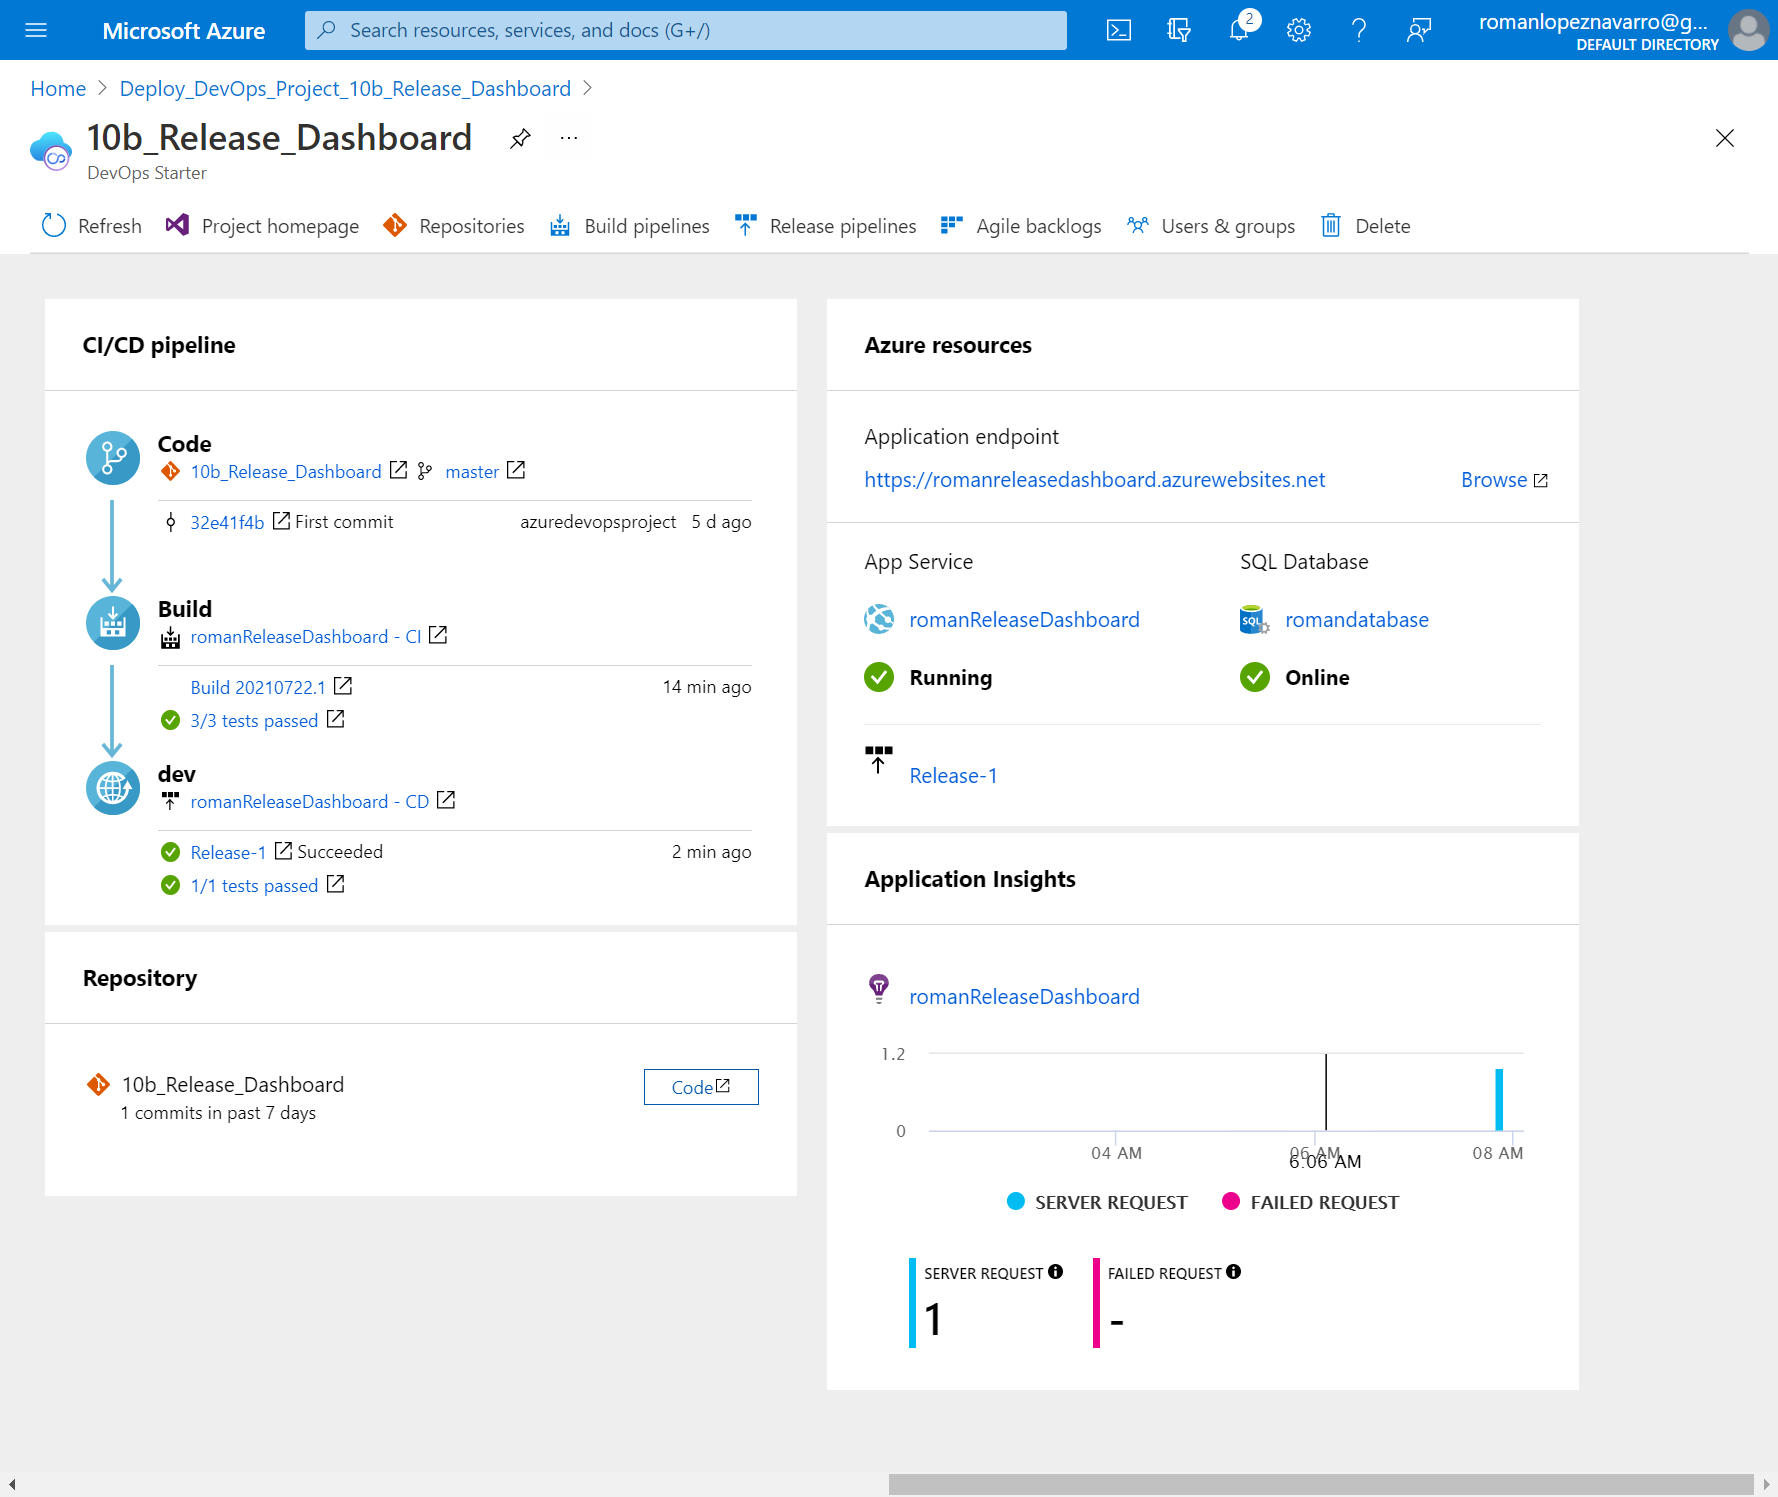 Microsoft Azure
Search resources, services, and docs (G+/)
2
romanlopeznavarro@g...
DEFAULT DIRECTORY
Home > Deploy_DevOps_Project_10b_Release_Dashboard >
10b_Release_Dashboard
...
DevOps Starter
Refresh
Project homepage
Repositories
Build pipelines
Release pipelines
Agile backlogs
Users & groups
Delete
CI/CD pipeline
Code
10b_Release_Dashboard master
32e41f4b First commit azuredevopsproject 5 d ago
Build
romanReleaseDashboard - CI
Build 20210722.1 14 min ago
3/3 tests passed
dev
romanReleaseDashboard - CD
Release-1 Succeeded 2 min ago
1/1 tests passed
Repository
10b_Release_Dashboard
1 commits in past 7 days
Code
Azure resources
Application endpoint
https://romanreleasedashboard.azurewebsites.net Browse
App Service SQL Database
romanReleaseDashboard romandatabase
SQL
Running Online
Release-1
Application Insights
romanReleaseDashboard
1.2
0
04 AM 06 AM 08 AM
6:06 AM
SERVER REQUEST FAILED REQUEST
SERVER REQUEST FAILED REQUEST
1 -